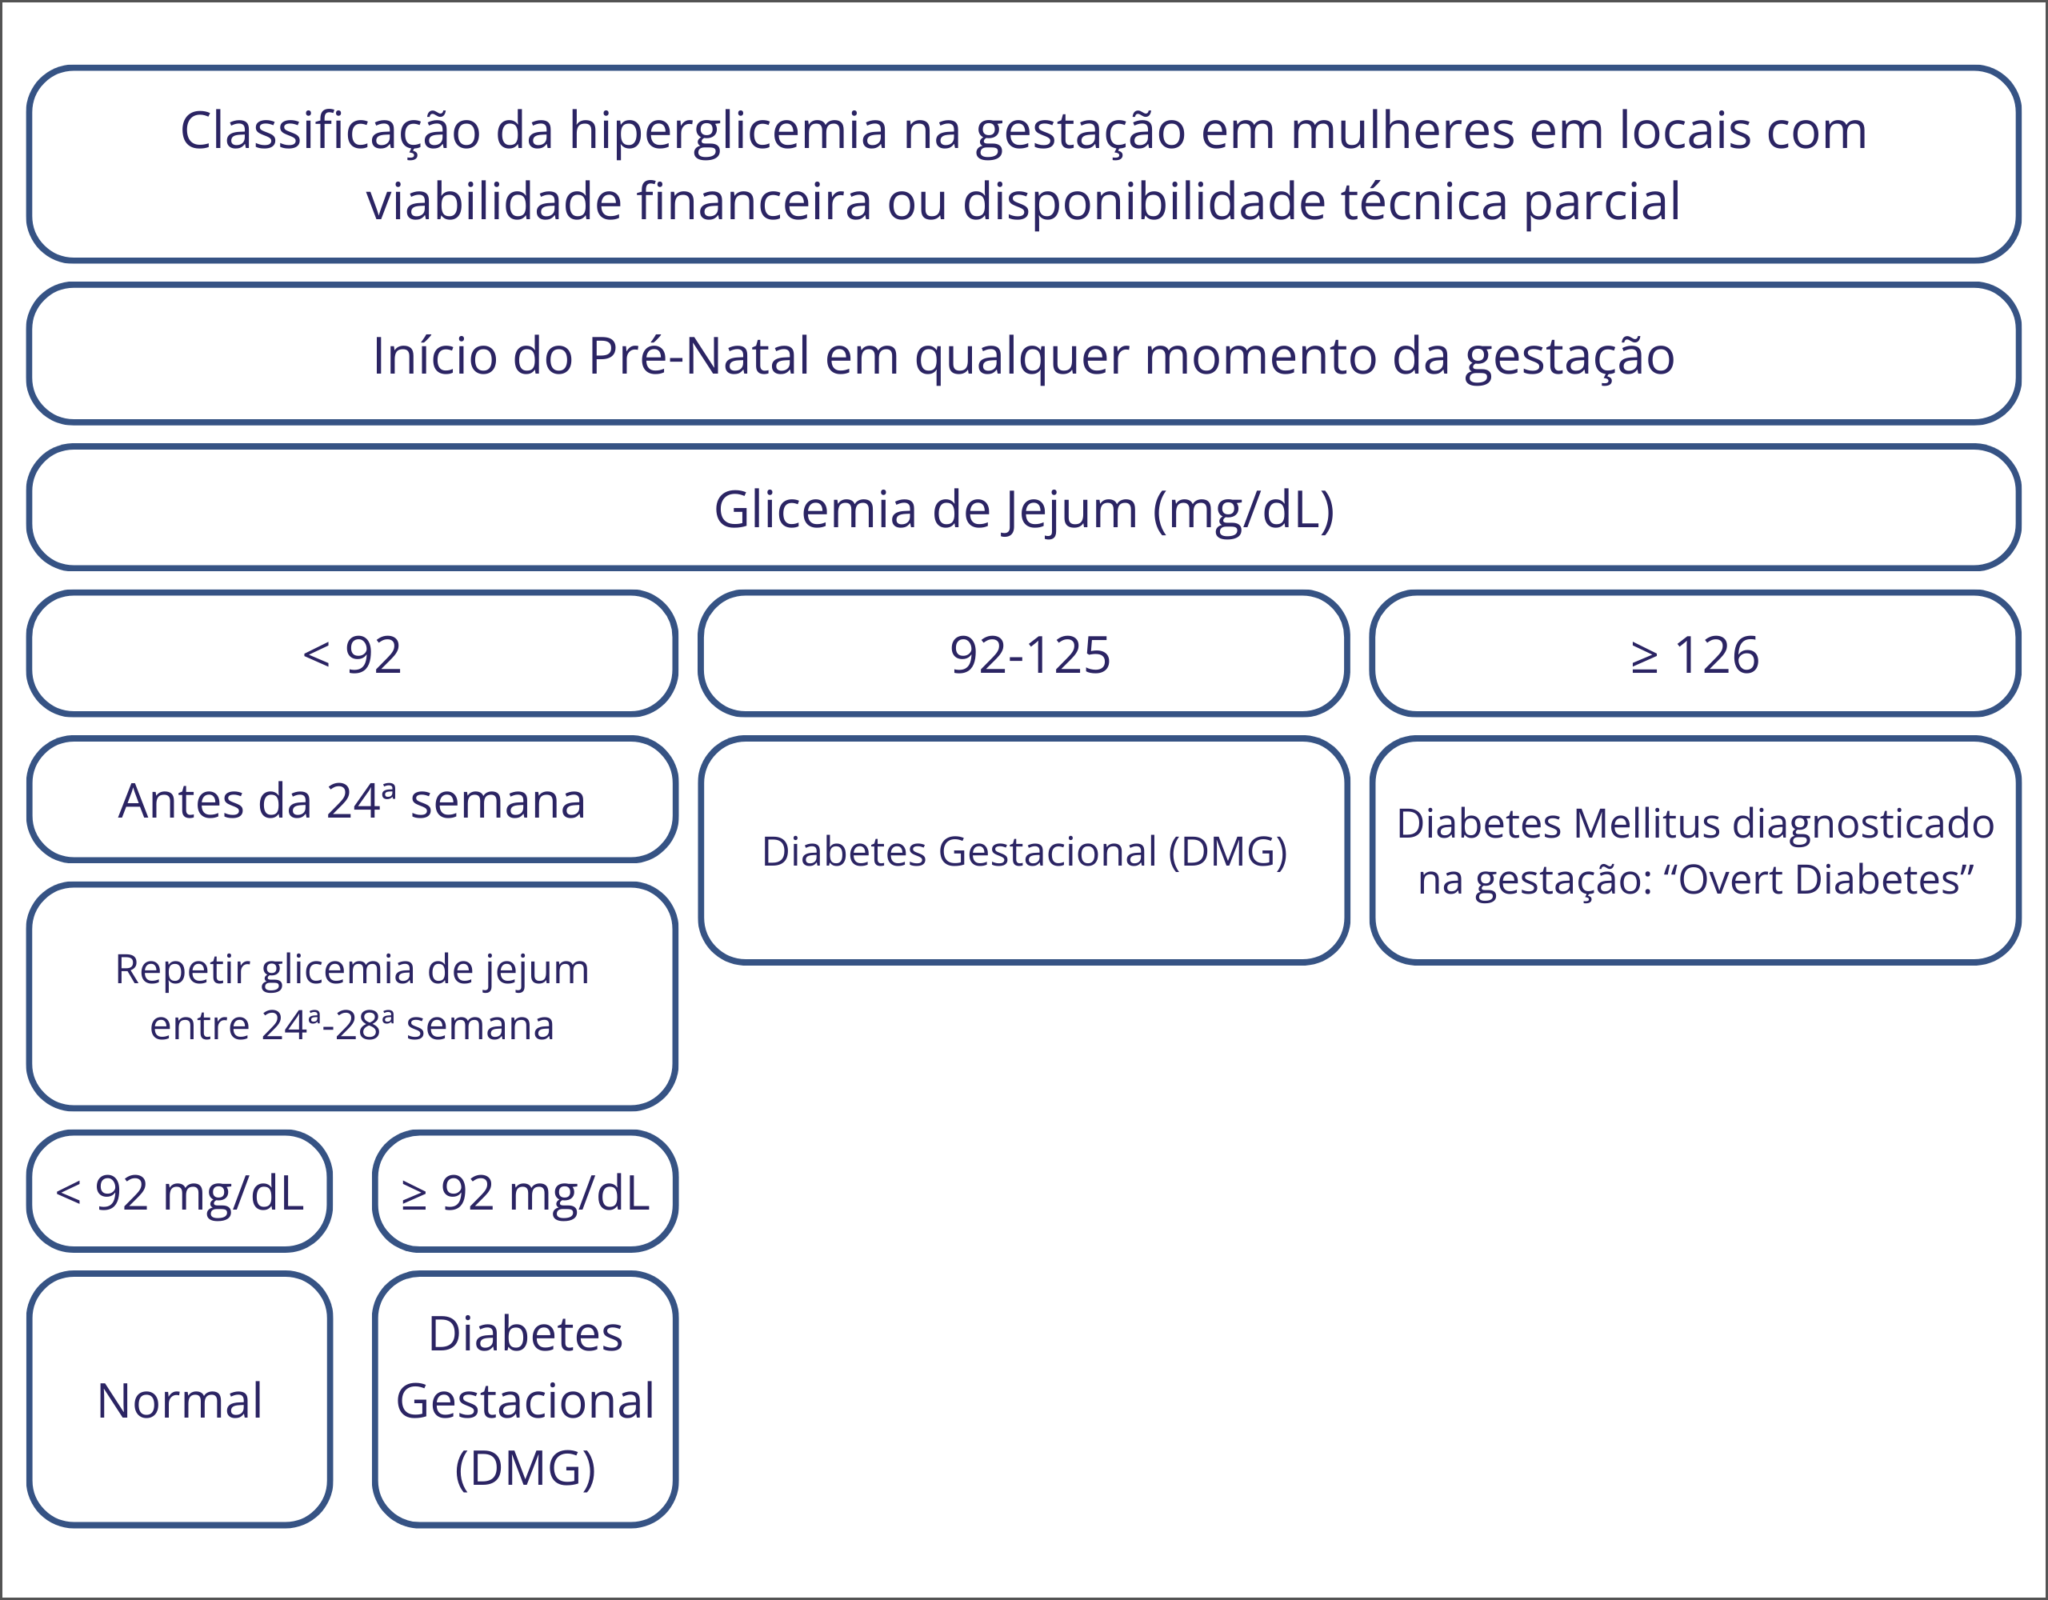 Classificação da hiperglicemia na gestação em mulheres em locais com
viabilidade financeira ou disponibilidade técnica parcial
Início do Pré-Natal em qualquer momento da gestação
Glicemia de Jejum (mg/dL)
< 92
92-125
≥ 126
Antes da 24ª semana
Diabetes Gestacional (DMG)
Diabetes Mellitus diagnosticado
na gestação: “Overt Diabetes”
Repetir glicemia de jejum
entre 24ª-28ª semana
< 92 mg/dL
≥ 92 mg/dL
Normal
Diabetes
Gestacional
(DMG)